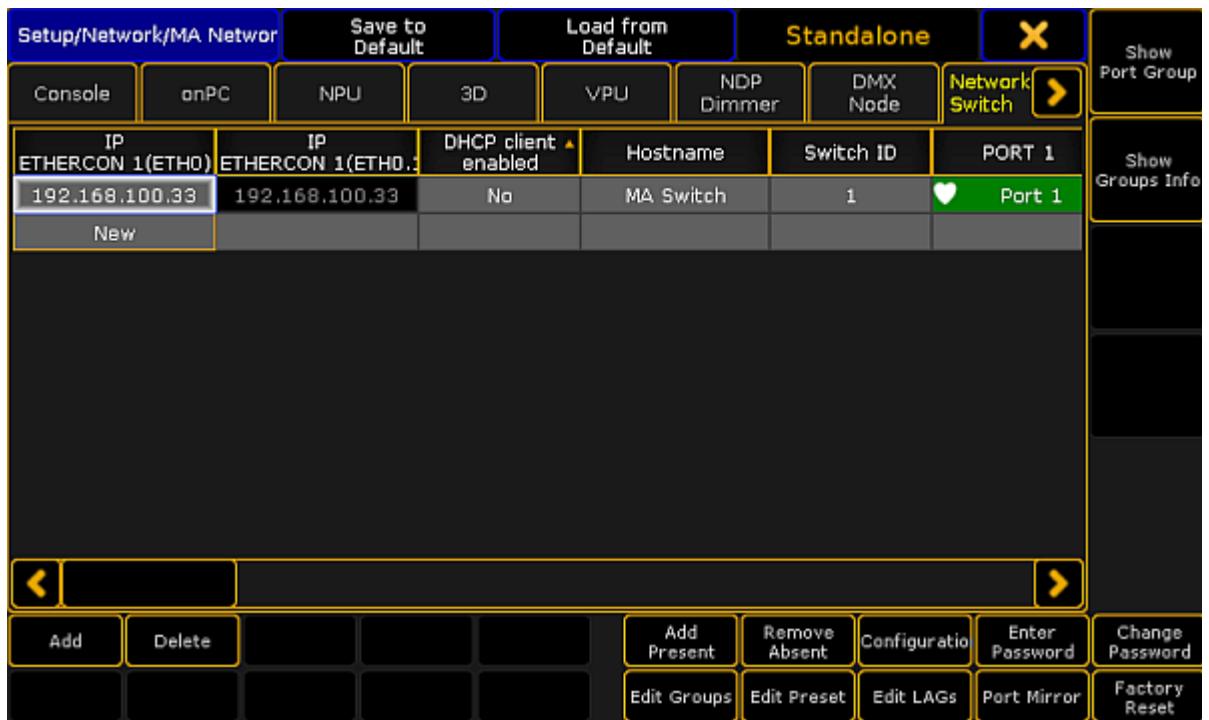 Setup/Network/MA Networ
Save to
Default
Load from
Default
Standalone
Show
Port Group
Console
onPC
NPU
3D
VPU
NDP
Dimmer
DMX
Node
Network
Switch
IP
ETHERCON 1(ETH0)
IP
ETHERCON 1(ETH0.
DHCP client
enabled
Hostname
Switch ID
PORT 1
Show
Groups Info
192.168.100.33
192.168.100.33
No
MA Switch
1
Port 1
New
Add
Delete
Add
Present
Remove
Absent
Configuratio
Enter
Password
Change
Password
Edit Groups
Edit Preset
Edit LAGs
Port Mirror
Factory
Reset